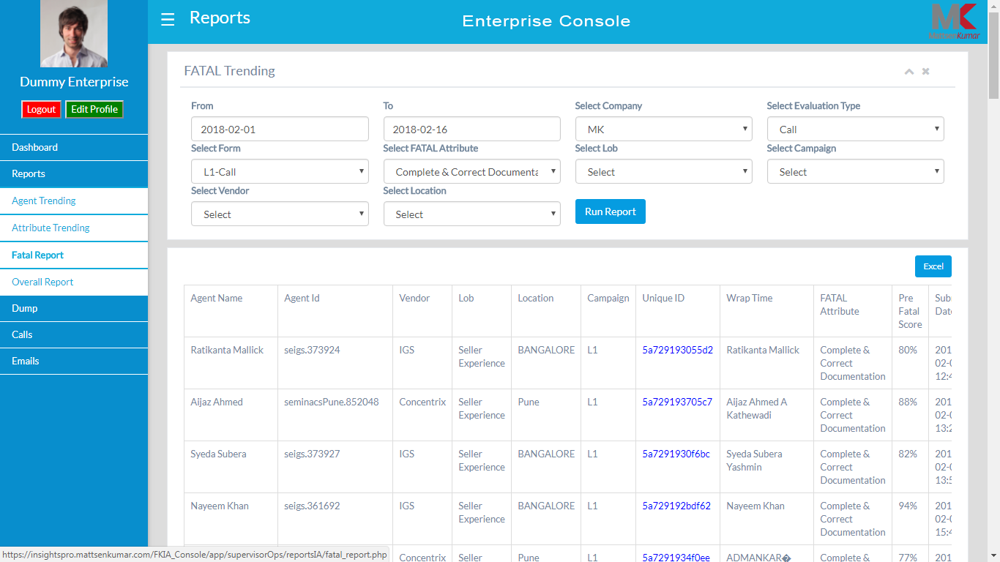 Reports
Enterprise Console
MK
MattsenKumar
Dummy Enterprise
Logout Edit Profile
Dashboard
Reports
Agent Trending
Attribute Trending
Fatal Report
Overall Report
Dump
Calls
Emails
FATAL Trending
From To Select Company Select Evaluation Type
2018-02-01 2018-02-16 MK Call
Select Form Select FATAL Attribute Select Lob Select Campaign
L1-Call Complete & Correct Documenta Select Select
Select Vendor Select Location
Select Select Run Report
Excel
Agent Name Agent Id Vendor Lob Location Campaign Unique ID Wrap Time FATAL Pre Sub
Attribute Fatal Date
Score
Ratikanta Mallick seigs.373924 IGS Seller BANGALORE L1 5a729193055d2 Ratikanta Mallick Complete & 80% 201
Experience Correct 02-0
Documentation 12:4
Aijaz Ahmed seminacsPune.852048 Concentrix Seller Pune L1 5a729193705c7 Aijaz Ahmed A Complete & 88% 201
Experience Kathewadi Correct 02-0
Documentation 13:2
Syeda Subera seigs.373927 IGS Seller BANGALORE L1 5a7291930f6bc Syeda Subera Complete & 82% 201
Experience Yashmin Correct 02-0
Documentation 13:5
Nayeem Khan seigs.361692 IGS Seller BANGALORE L1 5a729192bdf62 Nayeem Khan Complete & 94% 201
Experience Correct 02-0
Documentation 15:4
Concentrix Seller Pune L1 5a7291934f0ee ADMANKAR� Complete & 77% 201
https://insightspro.mattsenkumar.com/FKIA_Console/app/supervisorOps/reportsIA/fatal_report.php